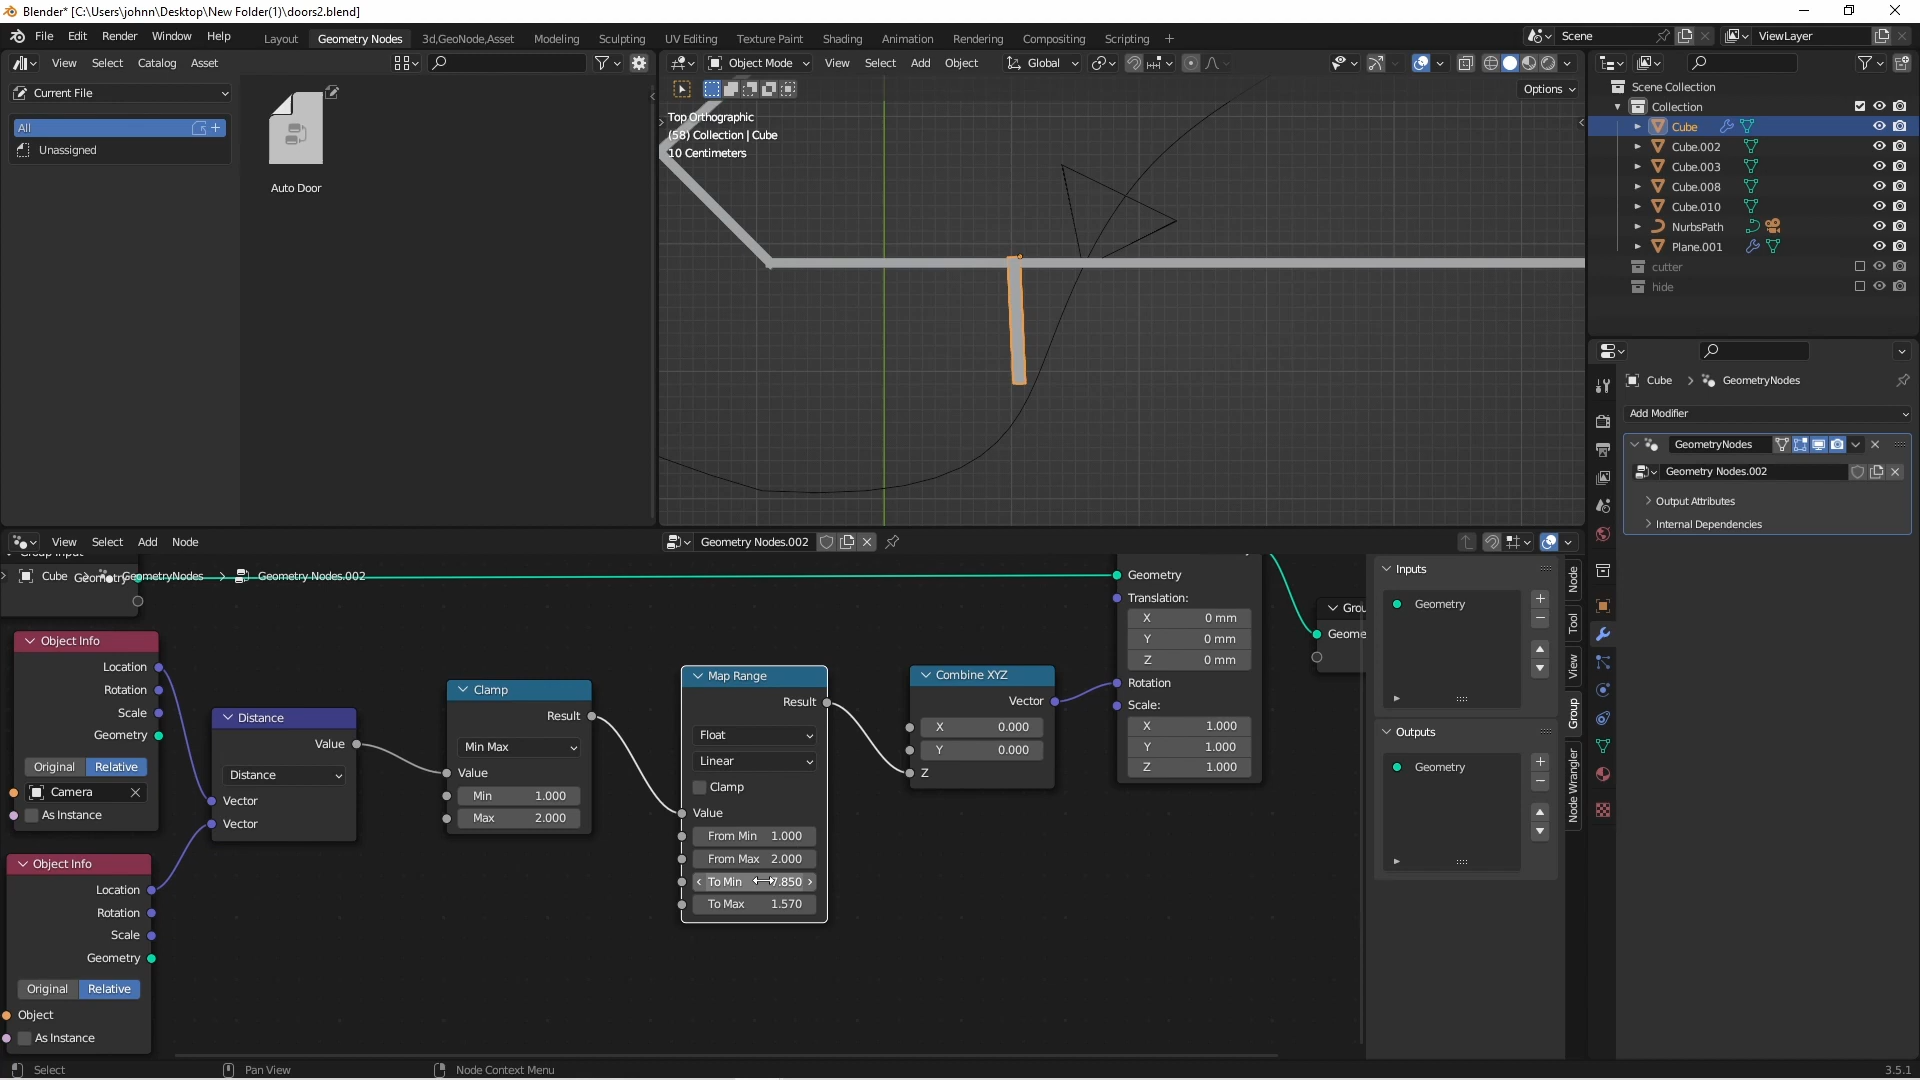 Blender* [C:\Users\johnn\Desktop\New Folder(1)\doors2.blend]
File Edit Render Window Help
Layout Geometry Nodes 3d,GeoNode,Asset Modeling Sculpting UV Editing Texture Paint Shading Animation Rendering Compositing Scripting +
Scene
ViewLayer
View Select Catalog Asset
Current File
All
Unassigned
Auto Door
Object Mode View Select Add Object Global
Options
Top Orthographic
(58) Collection | Cube
10 Centimeters
Scene Collection
Collection
Cube
Cube.002
Cube.003
Cube.008
Cube.010
NurbsPath
Plane.001
cutter
hide
Cube > GeometryNodes
Add Modifier
GeometryNodes
Geometry Nodes.002
Output Attributes
Internal Dependencies
View Select Add Node
Geometry Nodes.002
Cube GeometryNodes > Geometry Nodes.002
Group Input
Geometry
Object Info
Location
Rotation
Scale
Geometry
Original Relative
Camera
As Instance
Object Info
Location
Rotation
Scale
Geometry
Original Relative
Object
As Instance
Distance
Value
Distance
Vector
Vector
Clamp
Result
Min Max
Value
Min 1.000
Max 2.000
Map Range
Result
Float
Linear
Clamp
Value
From Min 1.000
From Max 2.000
To Min 7.850
To Max 1.570
Combine XYZ
Vector
X 0.000
Y 0.000
Z
Geometry
Translation:
X 0 mm
Y 0 mm
Z 0 mm
Rotation
Scale:
X 1.000
Y 1.000
Z 1.000
Grou
Geome
Inputs
Geometry
Outputs
Geometry
Node
Tool
View
Group
Node Wrangler
Select
Pan View
Node Context Menu
3.5.1